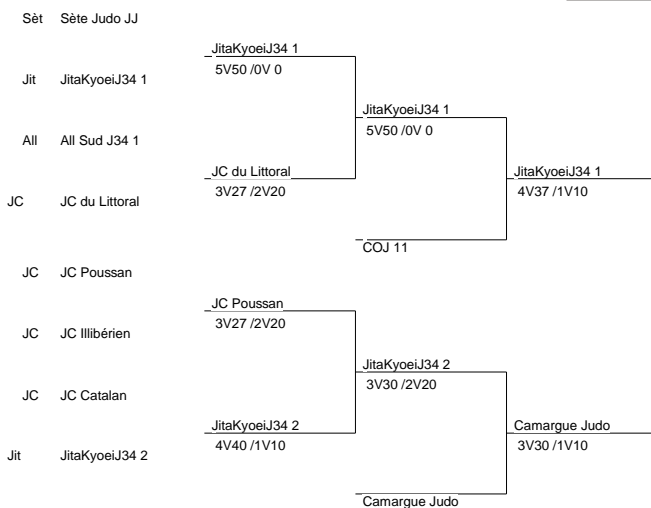 Sèt Sète Judo JJ
JitaKyoeiJ34 1
5V50 /0V 0
Jit JitaKyoeiJ34 1
JitaKyoeiJ34 1
5V50 /0V 0
All All Sud J34 1
JC du Littoral
3V27 /2V20
JitaKyoeiJ34 1
4V37 /1V10
JC JC du Littoral
COJ 11
JC JC Poussan
JC Poussan
3V27 /2V20
JC JC Illibérien
JitaKyoeiJ34 2
3V30 /2V20
JC JC Catalan
JitaKyoeiJ34 2
4V40 /1V10
Camargue Judo
3V30 /1V10
Jit JitaKyoeiJ34 2
Camargue Judo